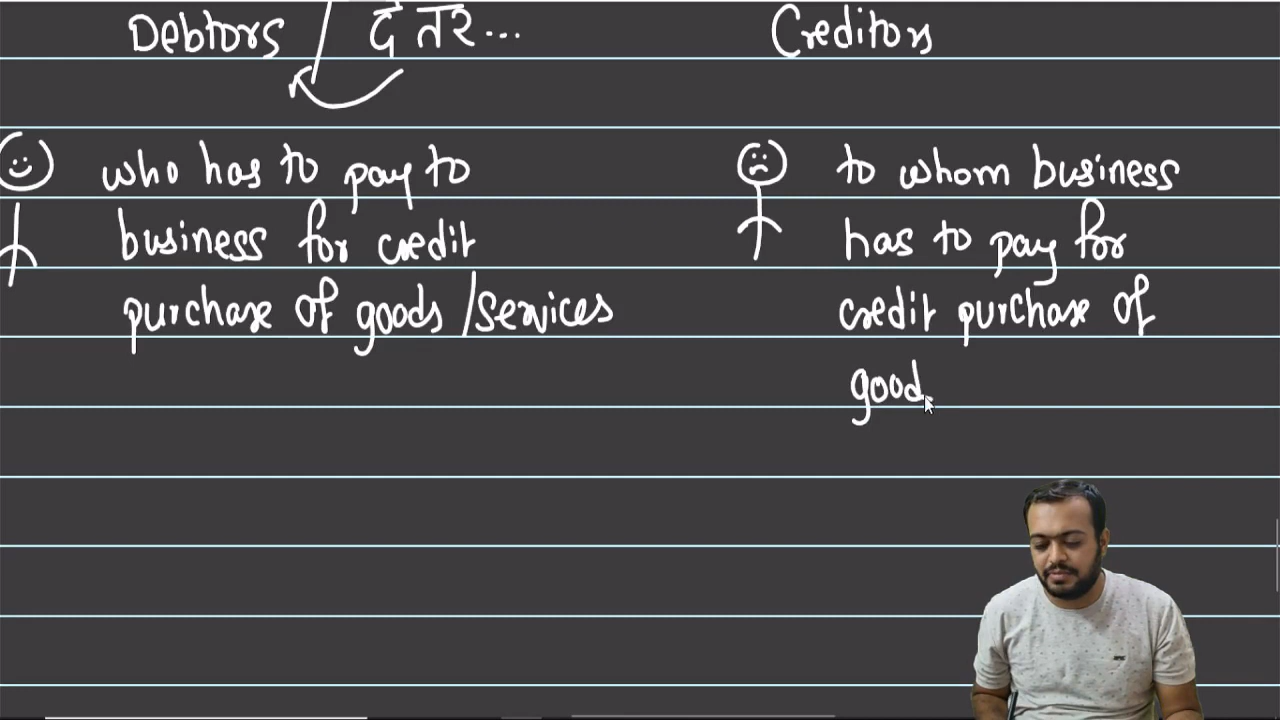 Debtors / दे तर... Creditors
who has to pay to
business for credit
purchase of goods /services
to whom business
has to pay for
credit purchase of
good